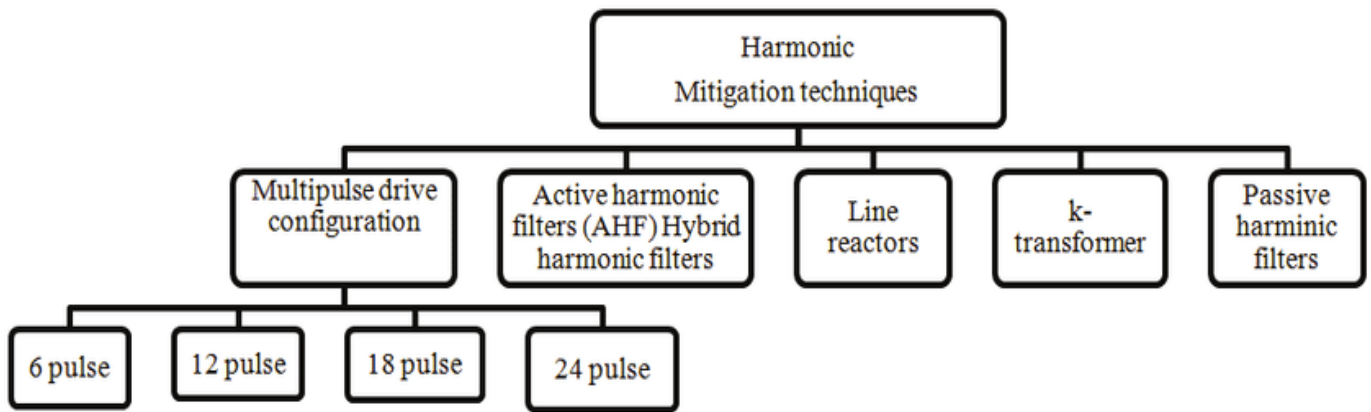 Harmonic
Mitigation techniques
Multipulse drive
configuration
Active harmonic
filters (AHF) Hybrid
harmonic filters
Line
reactors
k-
transformer
Passive
harminic
filters
6 pulse
12 pulse
18 pulse
24 pulse